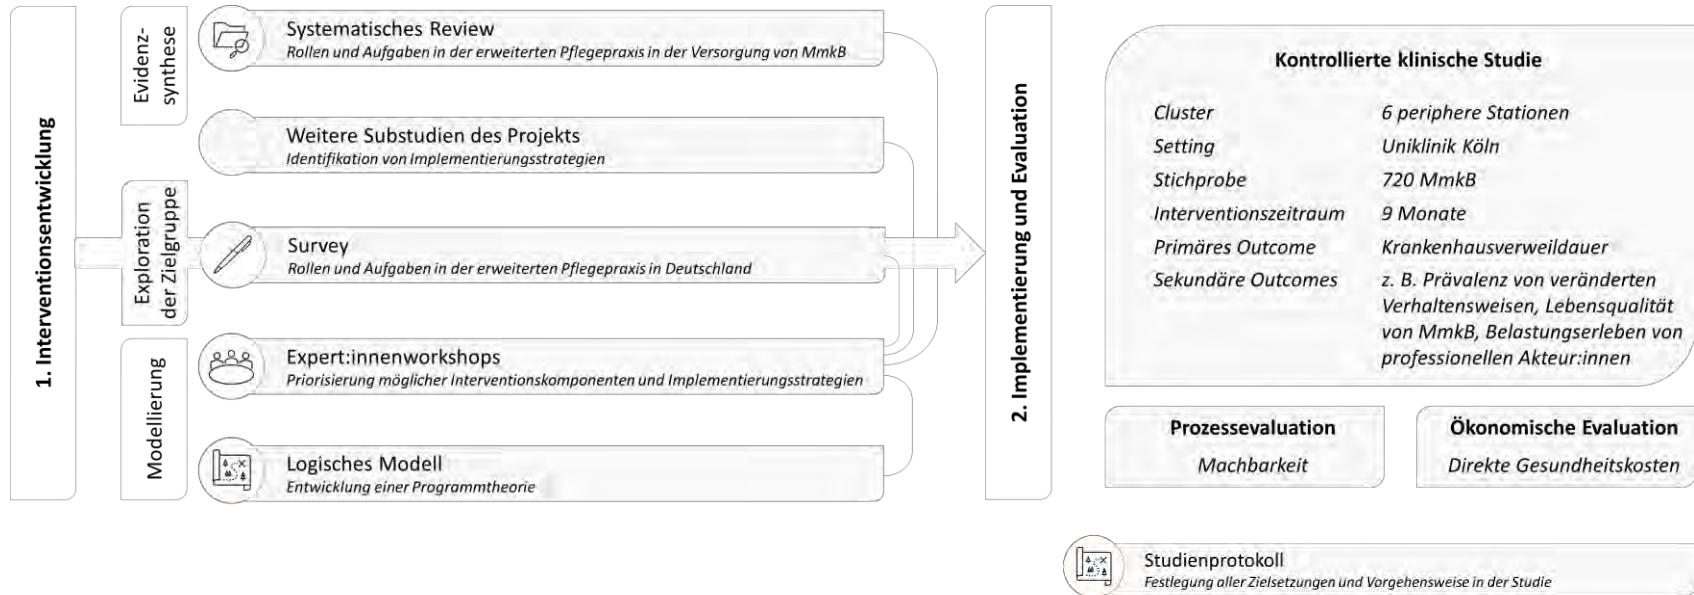 1. Interventionsentwicklung
Evidenz-
synthese
Systematisches Review
Rollen und Aufgaben in der erweiterten Pflegepraxis in der Versorgung von MmkB
Weitere Substudien des Projekts
Identifikation von Implementierungsstrategien
Exploration
der Zielgruppe
Survey
Rollen und Aufgaben in der erweiterten Pflegepraxis in Deutschland
Modellierung
Expert:innenworkshops
Priorisierung möglicher Interventionskomponenten und Implementierungsstrategien
Logisches Modell
Entwicklung einer Programmtheorie
2. Implementierung und Evaluation
Kontrollierte klinische Studie
Cluster 6 periphere Stationen
Setting Uniklinik Köln
Stichprobe 720 MmkB
Interventionszeitraum 9 Monate
Primäres Outcome Krankenhausverweildauer
Sekundäre Outcomes z. B. Prävalenz von veränderten
Verhaltensweisen, Lebensqualität
von MmkB, Belastungserleben von
professionellen Akteur:innen
Prozessevaluation
Machbarkeit
Ökonomische Evaluation
Direkte Gesundheitskosten
Studienprotokoll
Festlegung aller Zielsetzungen und Vorgehensweise in der Studie